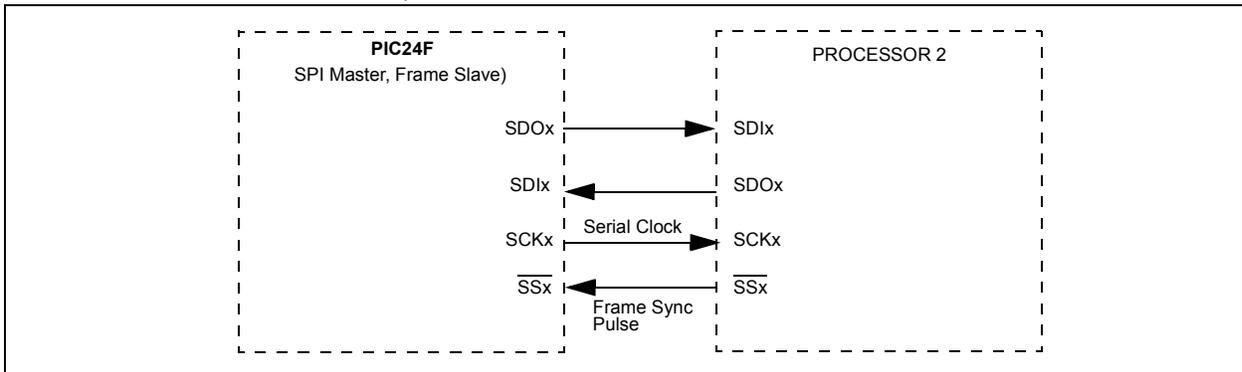 PIC24F
SPI Master, Frame Slave)
PROCESSOR 2
SDOx
SDIx
SDIx
SDOx
SCKx
Serial Clock
SCKx
SSx
SSx
Frame Sync
Pulse